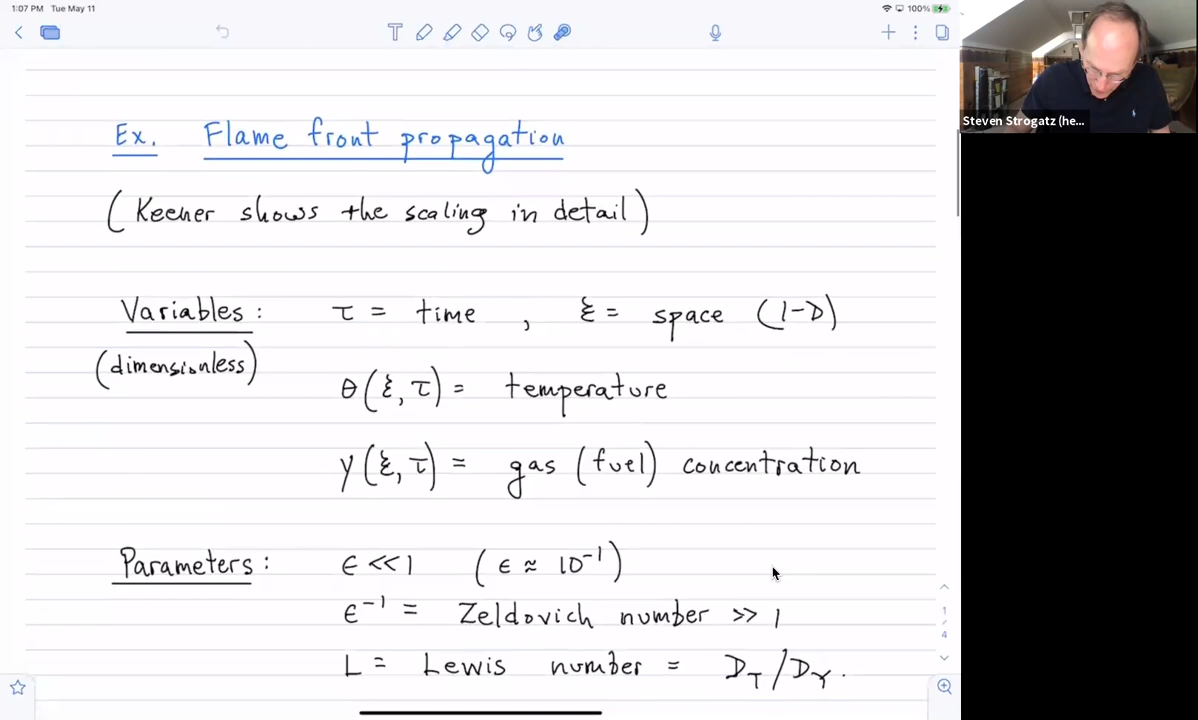 1:07 PM Tue May 11
100%
Ex. Flame front propagation
(Keener shows the scaling in detail)
Variables: τ = time, ξ = space (1-D)
(dimensionless)
θ(ξ, τ) = temperature
y(ξ, τ) = gas (fuel) concentration
Parameters: ϵ << 1 (ϵ ≈ 10⁻¹)
ϵ⁻¹ = Zeldovich number >> 1
L = Lewis number = D_T/D_Y.
Steven Strogatz (he...
1
/
4